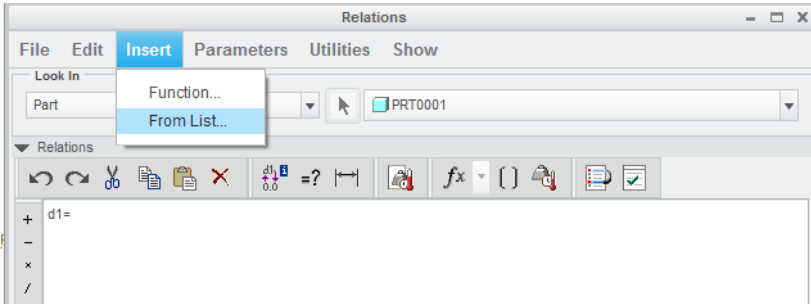 Relations
File Edit Insert Parameters Utilities Show
Look In
Function...
Part
PRT0001
From List...
Relations
d1
0.0
=?
fx
[ ]
+
d1=
−
×
/